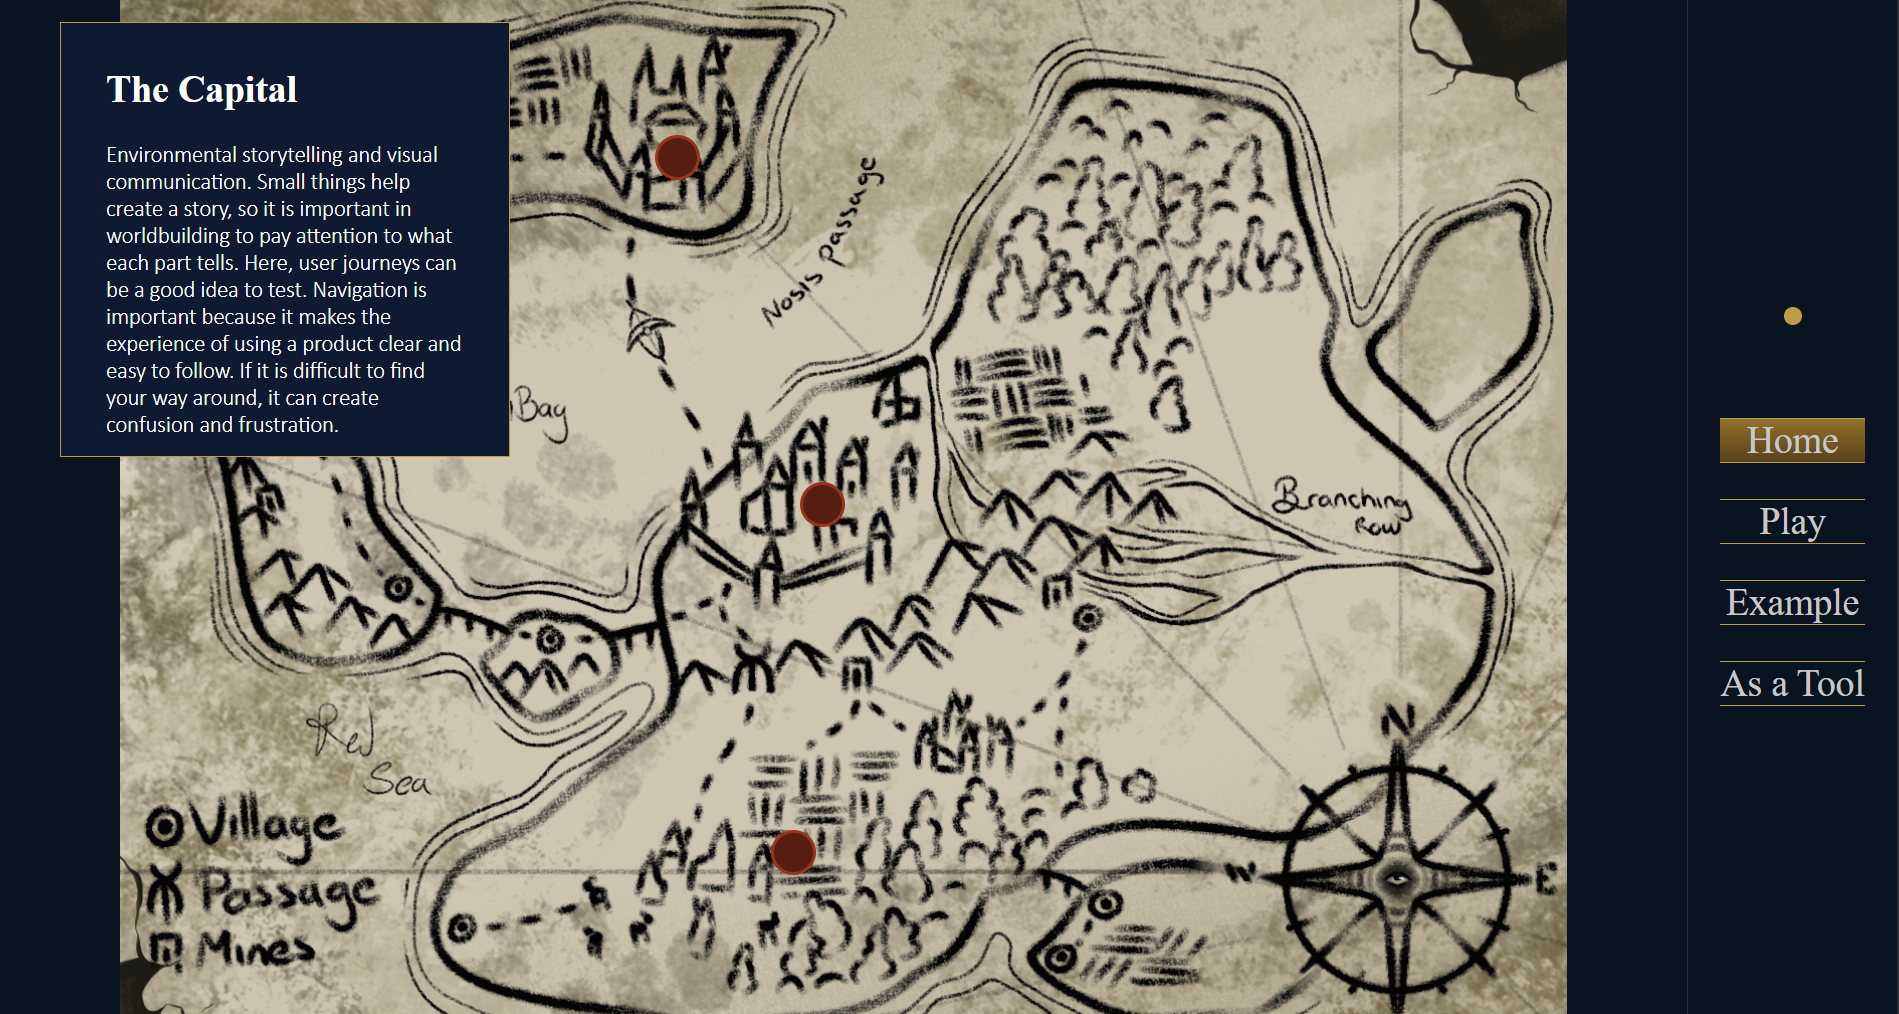 The Capital
Environmental storytelling and visual
communication. Small things help
create a story, so it is important in
worldbuilding to pay attention to what
each part tells. Here, user journeys can
be a good idea to test. Navigation is
important because it makes the
experience of using a product clear and
easy to follow. If it is difficult to find
your way around, it can create
confusion and frustration.
Nosis Passage
Bay
Branching
Row
Red
Sea
Village
Passage
Mines
N
W
E
Home
Play
Example
As a Tool